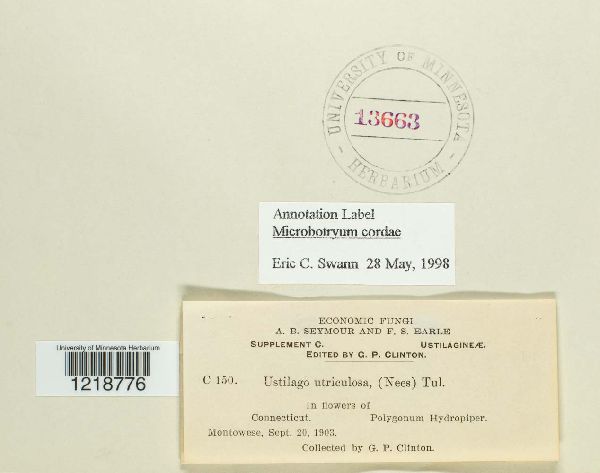 UNIVERSITY OF MINNESOTA
13663
- HERBARIUM -
Annotation Label
Microbotryum cordae
Eric C. Swann 28 May, 1998
ECONOMIC FUNGI
A. B. SEYMOUR AND F. S. EARLE
SUPPLEMENT C. USTILAGINEÆ.
EDITED BY G. P. CLINTON.
C 150. Ustilago utriculosa, (Nees) Tul.
In flowers of
Connecticut. Polygonum Hydropiper.
Montowese, Sept. 20, 1903.
Collected by G. P. Clinton.
University of Minnesota Herbarium
1218776